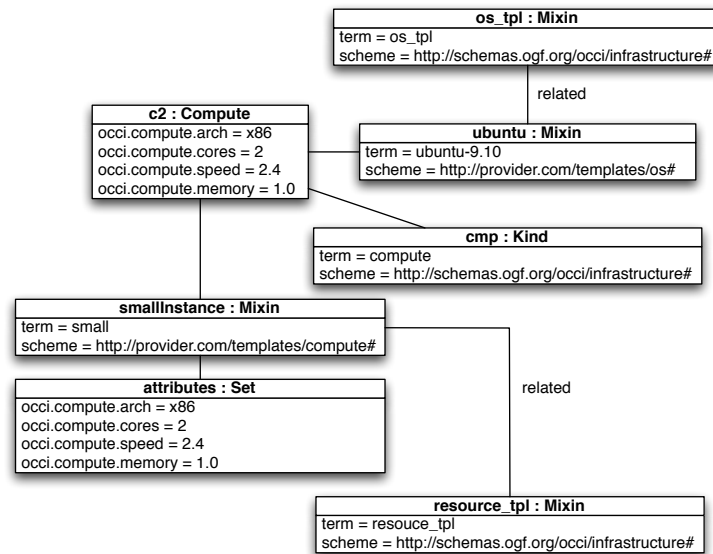 os_tpl : Mixin
term = os_tpl
scheme = http://schemas.ogf.org/occi/infrastructure#
related
c2 : Compute
occi.compute.arch = x86
occi.compute.cores = 2
occi.compute.speed = 2.4
occi.compute.memory = 1.0
ubuntu : Mixin
term = ubuntu-9.10
scheme = http://provider.com/templates/os#
cmp : Kind
term = compute
scheme = http://schemas.ogf.org/occi/infrastructure#
smallInstance : Mixin
term = small
scheme = http://provider.com/templates/compute#
attributes : Set
occi.compute.arch = x86
occi.compute.cores = 2
occi.compute.speed = 2.4
occi.compute.memory = 1.0
related
resource_tpl : Mixin
term = resouce_tpl
scheme = http://schemas.ogf.org/occi/infrastructure#